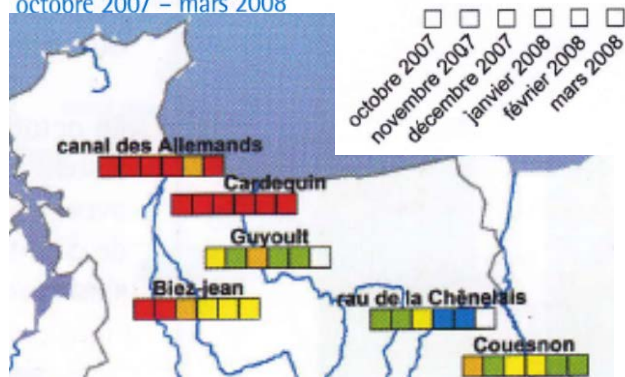 octobre 2007 – mars 2008
octobre 2007
novembre 2007
décembre 2007
janvier 2008
février 2008
mars 2008
canal des Allemands
Cardequin
Guyoult
Biez-jean
rau de la Chênelais
Couesnon